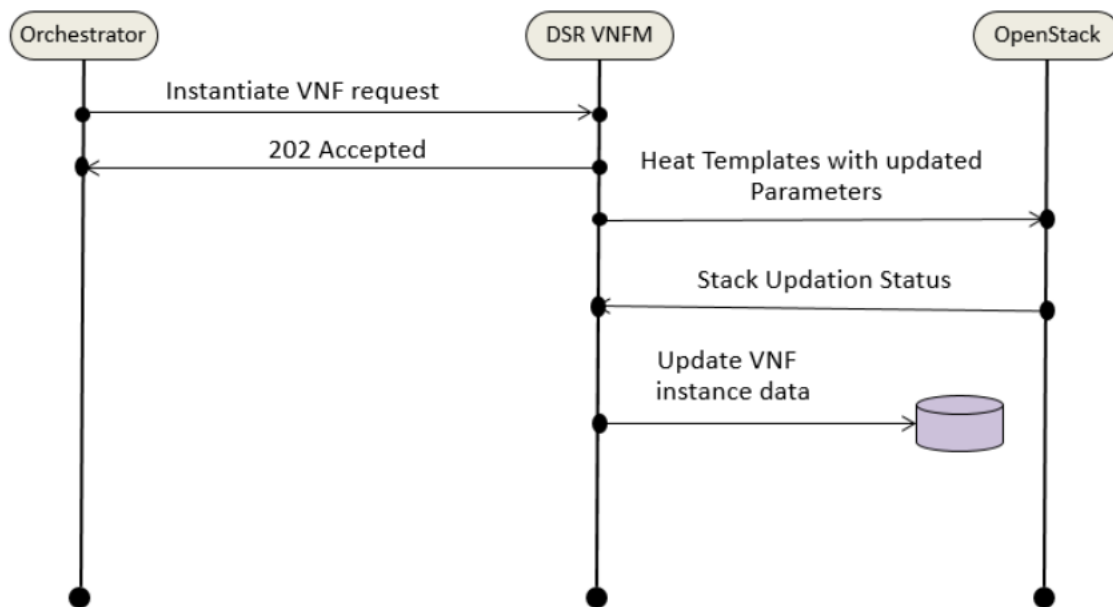 Orchestrator
DSR VNFM
OpenStack
Instantiate VNF request
202 Accepted
Heat Templates with updated
Parameters
Stack Updation Status
Update VNF
instance data